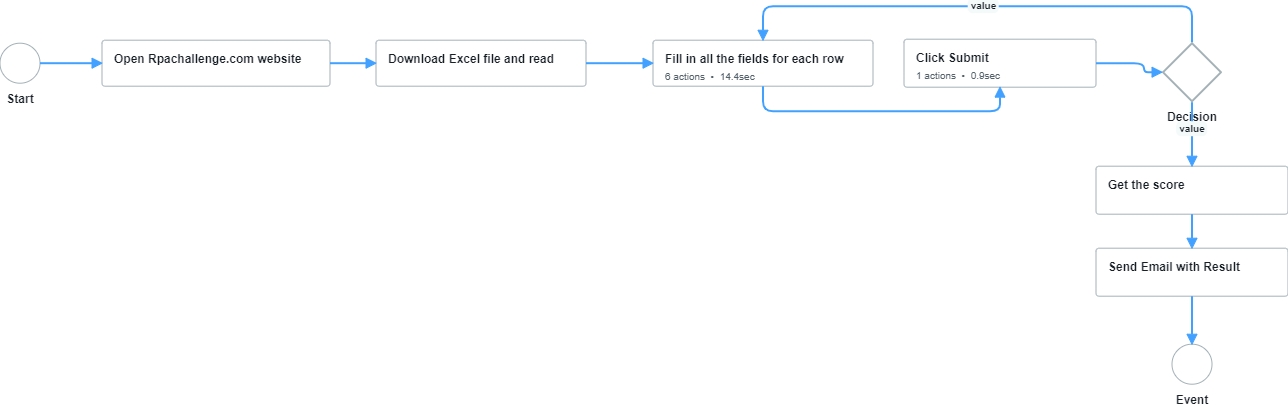 value
Open Rpachallenge.com website
Download Excel file and read
Fill in all the fields for each row
6 actions • 14.4sec
Click Submit
1 actions • 0.9sec
Start
Decision
value
Get the score
Send Email with Result
Event